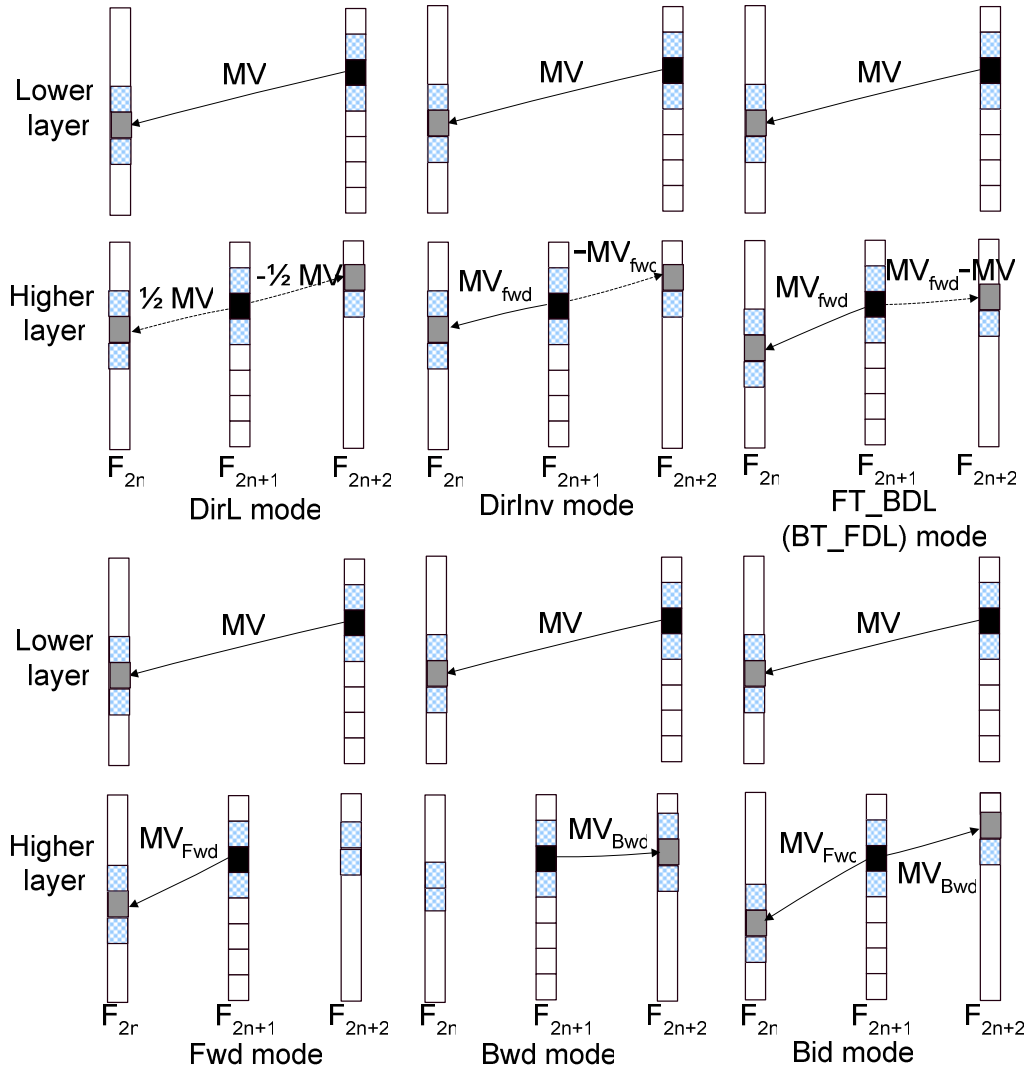 MV MV MV
Lower
layer
Higher
layer
½ MV -½ MV MVfwd -MVfwd MVfwd MVfwd-MV
F2n F2n+1 F2n+2 F2n F2n+1 F2n+2 F2n F2n+1 F2n+2
DirL mode DirInv mode FT_BDL
(BT_FDL) mode
MV MV MV
Lower
layer
Higher
layer
MVFwd MVBwd MVFwd MVBwd
F2n F2n+1 F2n+2 F2n F2n+1 F2n+2 F2n F2n+1 F2n+2
Fwd mode Bwd mode Bid mode